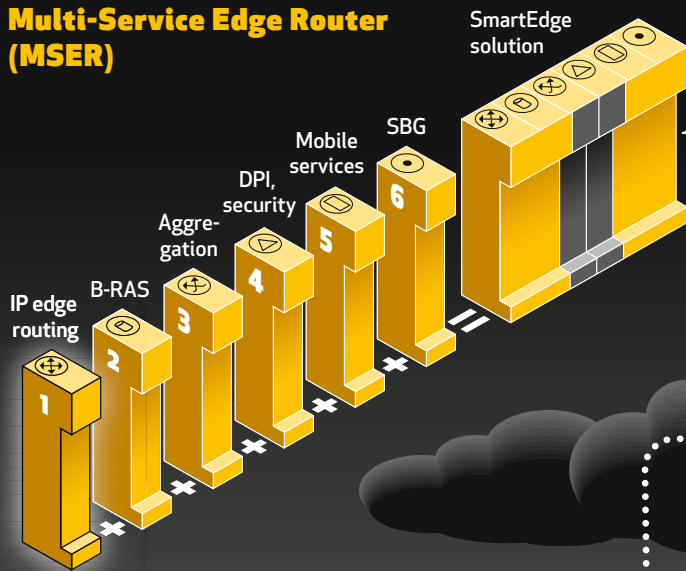 Multi-Service Edge Router
(MSER)
SmartEdge
solution
SBG
Mobile
services
DPI,
security
Aggre-
gation
B-RAS
IP edge
routing
1
2
3
4
5
6